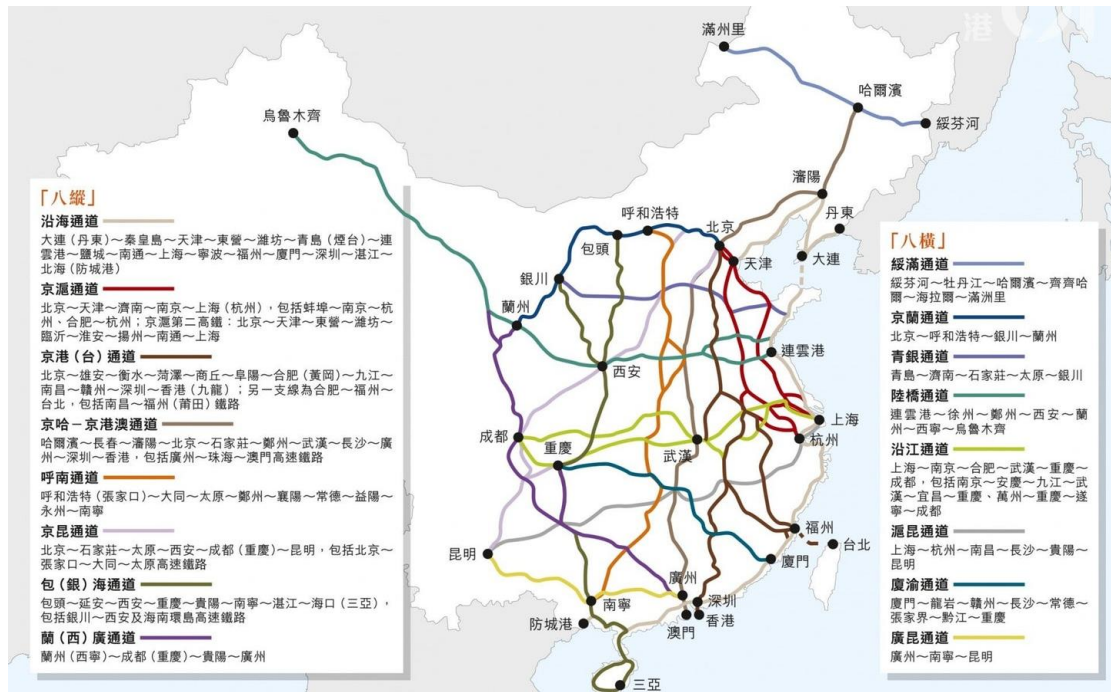 港
滿州里
哈爾濱
綏芬河
烏魯木齊
瀋陽
呼和浩特
北京
丹東
包頭
天津
大連
銀川
蘭州
連雲港
西安
成都
重慶
武漢
上海
杭州
昆明
福州
台北
廈門
廣州
南寧
深圳
防城港
澳門
香港
三亞
「八縱」
沿海通道
大連(丹東)~秦皇島~天津~東營~濰坊~青島(煙台)~連
雲港~鹽城~南通~上海~寧波~福州~廈門~深圳~湛江~
北海(防城港)
京滬通道
北京~天津~濟南~南京~上海(杭州),包括蚌埠~南京~杭
州、合肥~杭州;京滬第二高鐵:北京~天津~東營~濰坊~
臨沂~淮安~揚州~南通~上海
京港(台)通道
北京~雄安~衡水~菏澤~商丘~阜陽~合肥(黃岡)~九江~
南昌~贛州~深圳~香港(九龍);另一支線為合肥~福州~
台北,包括南昌~福州(莆田)鐵路
京哈-京港澳通道
哈爾濱~長春~瀋陽~北京~石家莊~鄭州~武漢~長沙~廣
州~深圳~香港,包括廣州~珠海~澳門高速鐵路
呼南通道
呼和浩特(張家口)~大同~太原~鄭州~襄陽~常德~益陽~
永州~南寧
京昆通道
北京~石家莊~太原~西安~成都(重慶)~昆明,包括北京~
張家口~大同~太原高速鐵路
包(銀)海通道
包頭~延安~西安~重慶~貴陽~南寧~湛江~海口(三亞),
包括銀川~西安及海南環島高速鐵路
蘭(西)廣通道
蘭州(西寧)~成都(重慶)~貴陽~廣州
「八橫」
綏滿通道
綏芬河~牡丹江~哈爾濱~齊齊哈
爾~海拉爾~滿洲里
京蘭通道
北京~呼和浩特~銀川~蘭州
青銀通道
青島~濟南~石家莊~太原~銀川
陸橋通道
連雲港~徐州~鄭州~西安~蘭
州~西寧~烏魯木齊
沿江通道
上海~南京~合肥~武漢~重慶~
成都,包括南京~安慶~九江~武
漢~宜昌~重慶、萬州~重慶~遂
寧~成都
滬昆通道
上海~杭州~南昌~長沙~貴陽~
昆明
廈渝通道
廈門~龍岩~贛州~長沙~常德~
張家界~黔江~重慶
廣昆通道
廣州~南寧~昆明